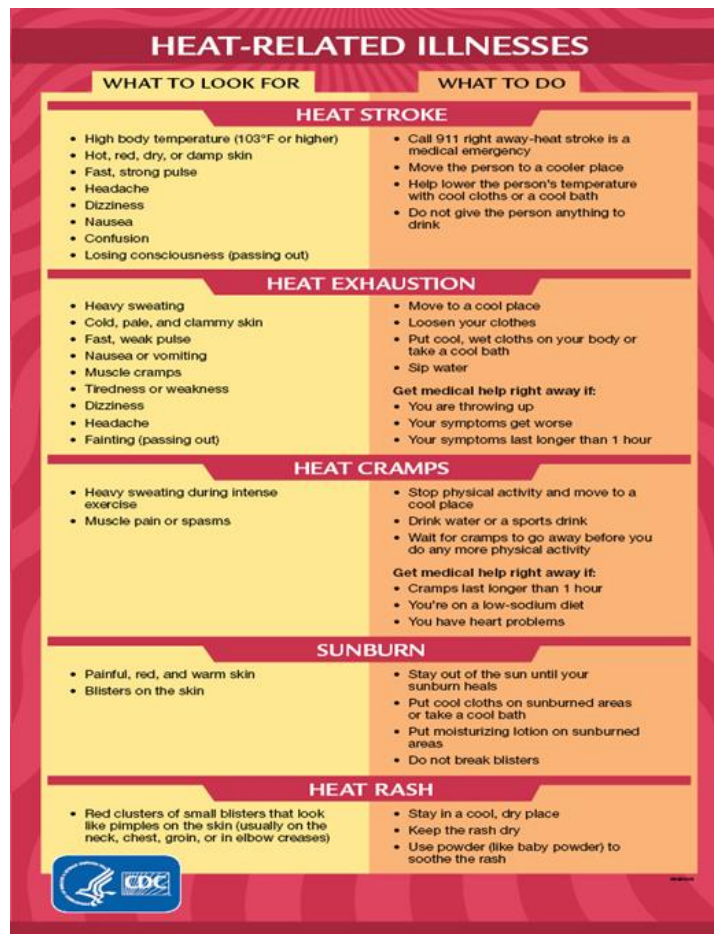 HEAT-RELATED ILLNESSES
WHAT TO LOOK FOR
WHAT TO DO
HEAT STROKE
• High body temperature (103°F or higher)
• Hot, red, dry, or damp skin
• Fast, strong pulse
• Headache
• Dizziness
• Nausea
• Confusion
• Losing consciousness (passing out)
• Call 911 right away-heat stroke is a
medical emergency
• Move the person to a cooler place
• Help lower the person's temperature
with cool cloths or a cool bath
• Do not give the person anything to
drink
HEAT EXHAUSTION
• Heavy sweating
• Cold, pale, and clammy skin
• Fast, weak pulse
• Nausea or vomiting
• Muscle cramps
• Tiredness or weakness
• Dizziness
• Headache
• Fainting (passing out)
• Move to a cool place
• Loosen your clothes
• Put cool, wet cloths on your body or
take a cool bath
• Sip water
Get medical help right away if:
• You are throwing up
• Your symptoms get worse
• Your symptoms last longer than 1 hour
HEAT CRAMPS
• Heavy sweating during intense
exercise
• Muscle pain or spasms
• Stop physical activity and move to a
cool place
• Drink water or a sports drink
• Wait for cramps to go away before you
do any more physical activity
Get medical help right away if:
• Cramps last longer than 1 hour
• You're on a low-sodium diet
• You have heart problems
SUNBURN
• Painful, red, and warm skin
• Blisters on the skin
• Stay out of the sun until your
sunburn heals
• Put cool cloths on sunburned areas
or take a cool bath
• Put moisturizing lotion on sunburned
areas
• Do not break blisters
HEAT RASH
• Red clusters of small blisters that look
like pimples on the skin (usually on the
neck, chest, groin, or in elbow creases)
• Stay in a cool, dry place
• Keep the rash dry
• Use powder (like baby powder) to
soothe the rash
CDC